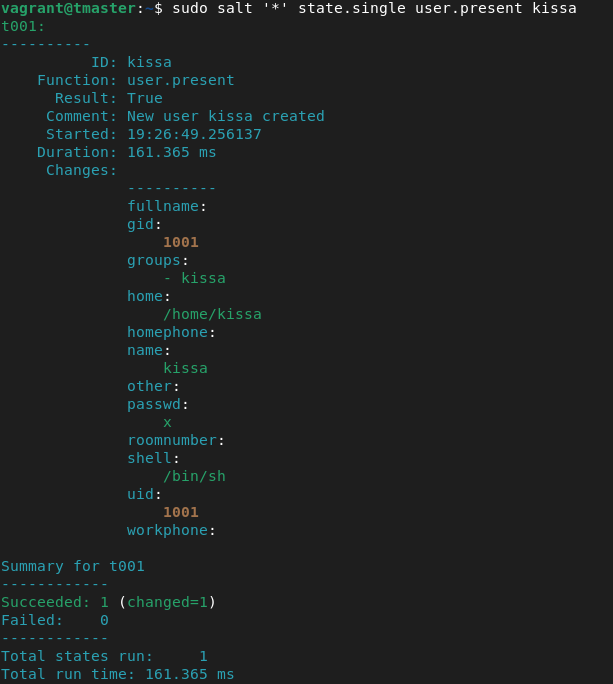 vagrant@tmaster:~$ sudo salt '*' state.single user.present kissa
t001:
----------
          ID: kissa
    Function: user.present
      Result: True
     Comment: New user kissa created
     Started: 19:26:49.256137
    Duration: 161.365 ms
     Changes:
              ----------
              fullname:
              gid:
                  1001
              groups:
                  - kissa
              home:
                  /home/kissa
              homephone:
              name:
                  kissa
              other:
              passwd:
                  x
              roomnumber:
              shell:
                  /bin/sh
              uid:
                  1001
              workphone:

Summary for t001
------------
Succeeded: 1 (changed=1)
Failed:    0
------------
Total states run:     1
Total run time: 161.365 ms